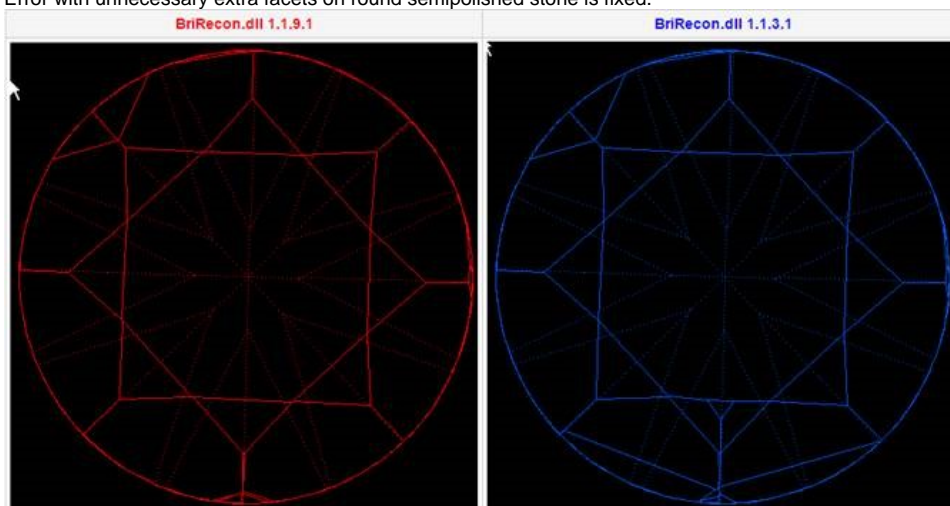 Error with unnecessary extra facets on round semipolished stone is fixed.
BriRecon.dll 1.1.9.1
BriRecon.dll 1.1.3.1